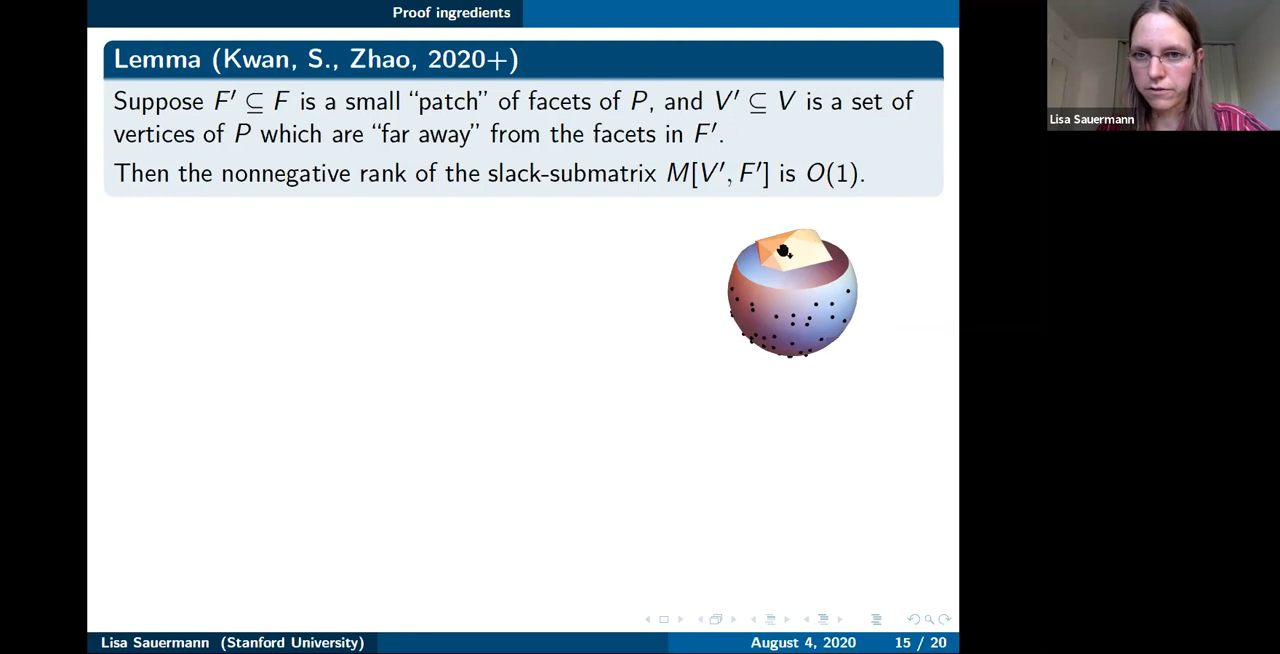 Proof ingredients
Lemma (Kwan, S., Zhao, 2020+)
Suppose F′ ⊆ F is a small “patch” of facets of P, and V′ ⊆ V is a set of
vertices of P which are “far away” from the facets in F′.
Then the nonnegative rank of the slack-submatrix M[V′, F′] is O(1).
Lisa Sauermann
Lisa Sauermann (Stanford University)
August 4, 2020
15 / 20